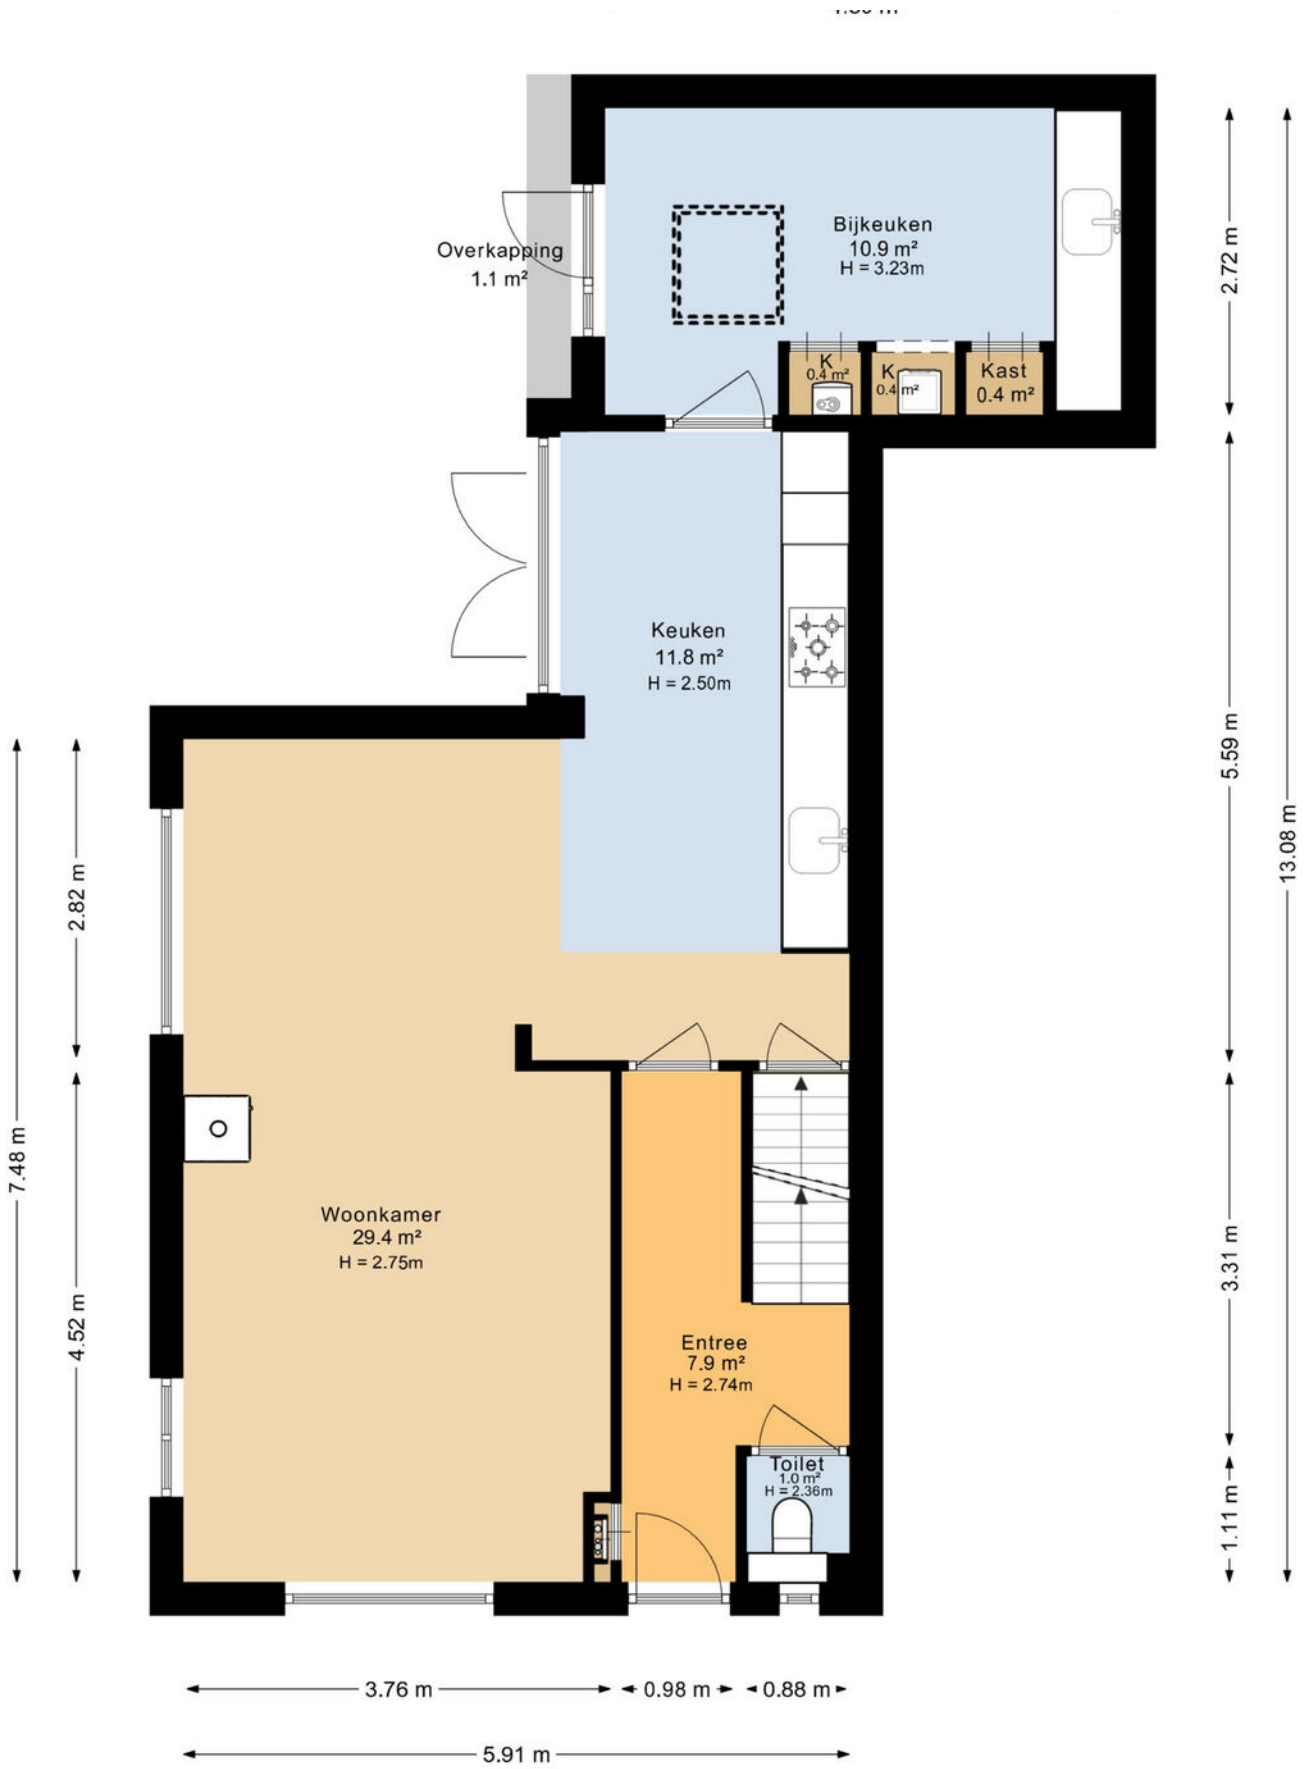 Overkapping
1.1 m²
Bijkeuken
10.9 m²
H = 3.23m
K
0.4 m²
K
0.4 m²
Kast
0.4 m²
2.72 m
Keuken
11.8 m²
H = 2.50m
5.59 m
13.08 m
2.82 m
7.48 m
4.52 m
Woonkamer
29.4 m²
H = 2.75m
3.31 m
Entree
7.9 m²
H = 2.74m
Toilet
1.0 m²
H = 2.36m
1.11 m
3.76 m
0.98 m
0.88 m
5.91 m